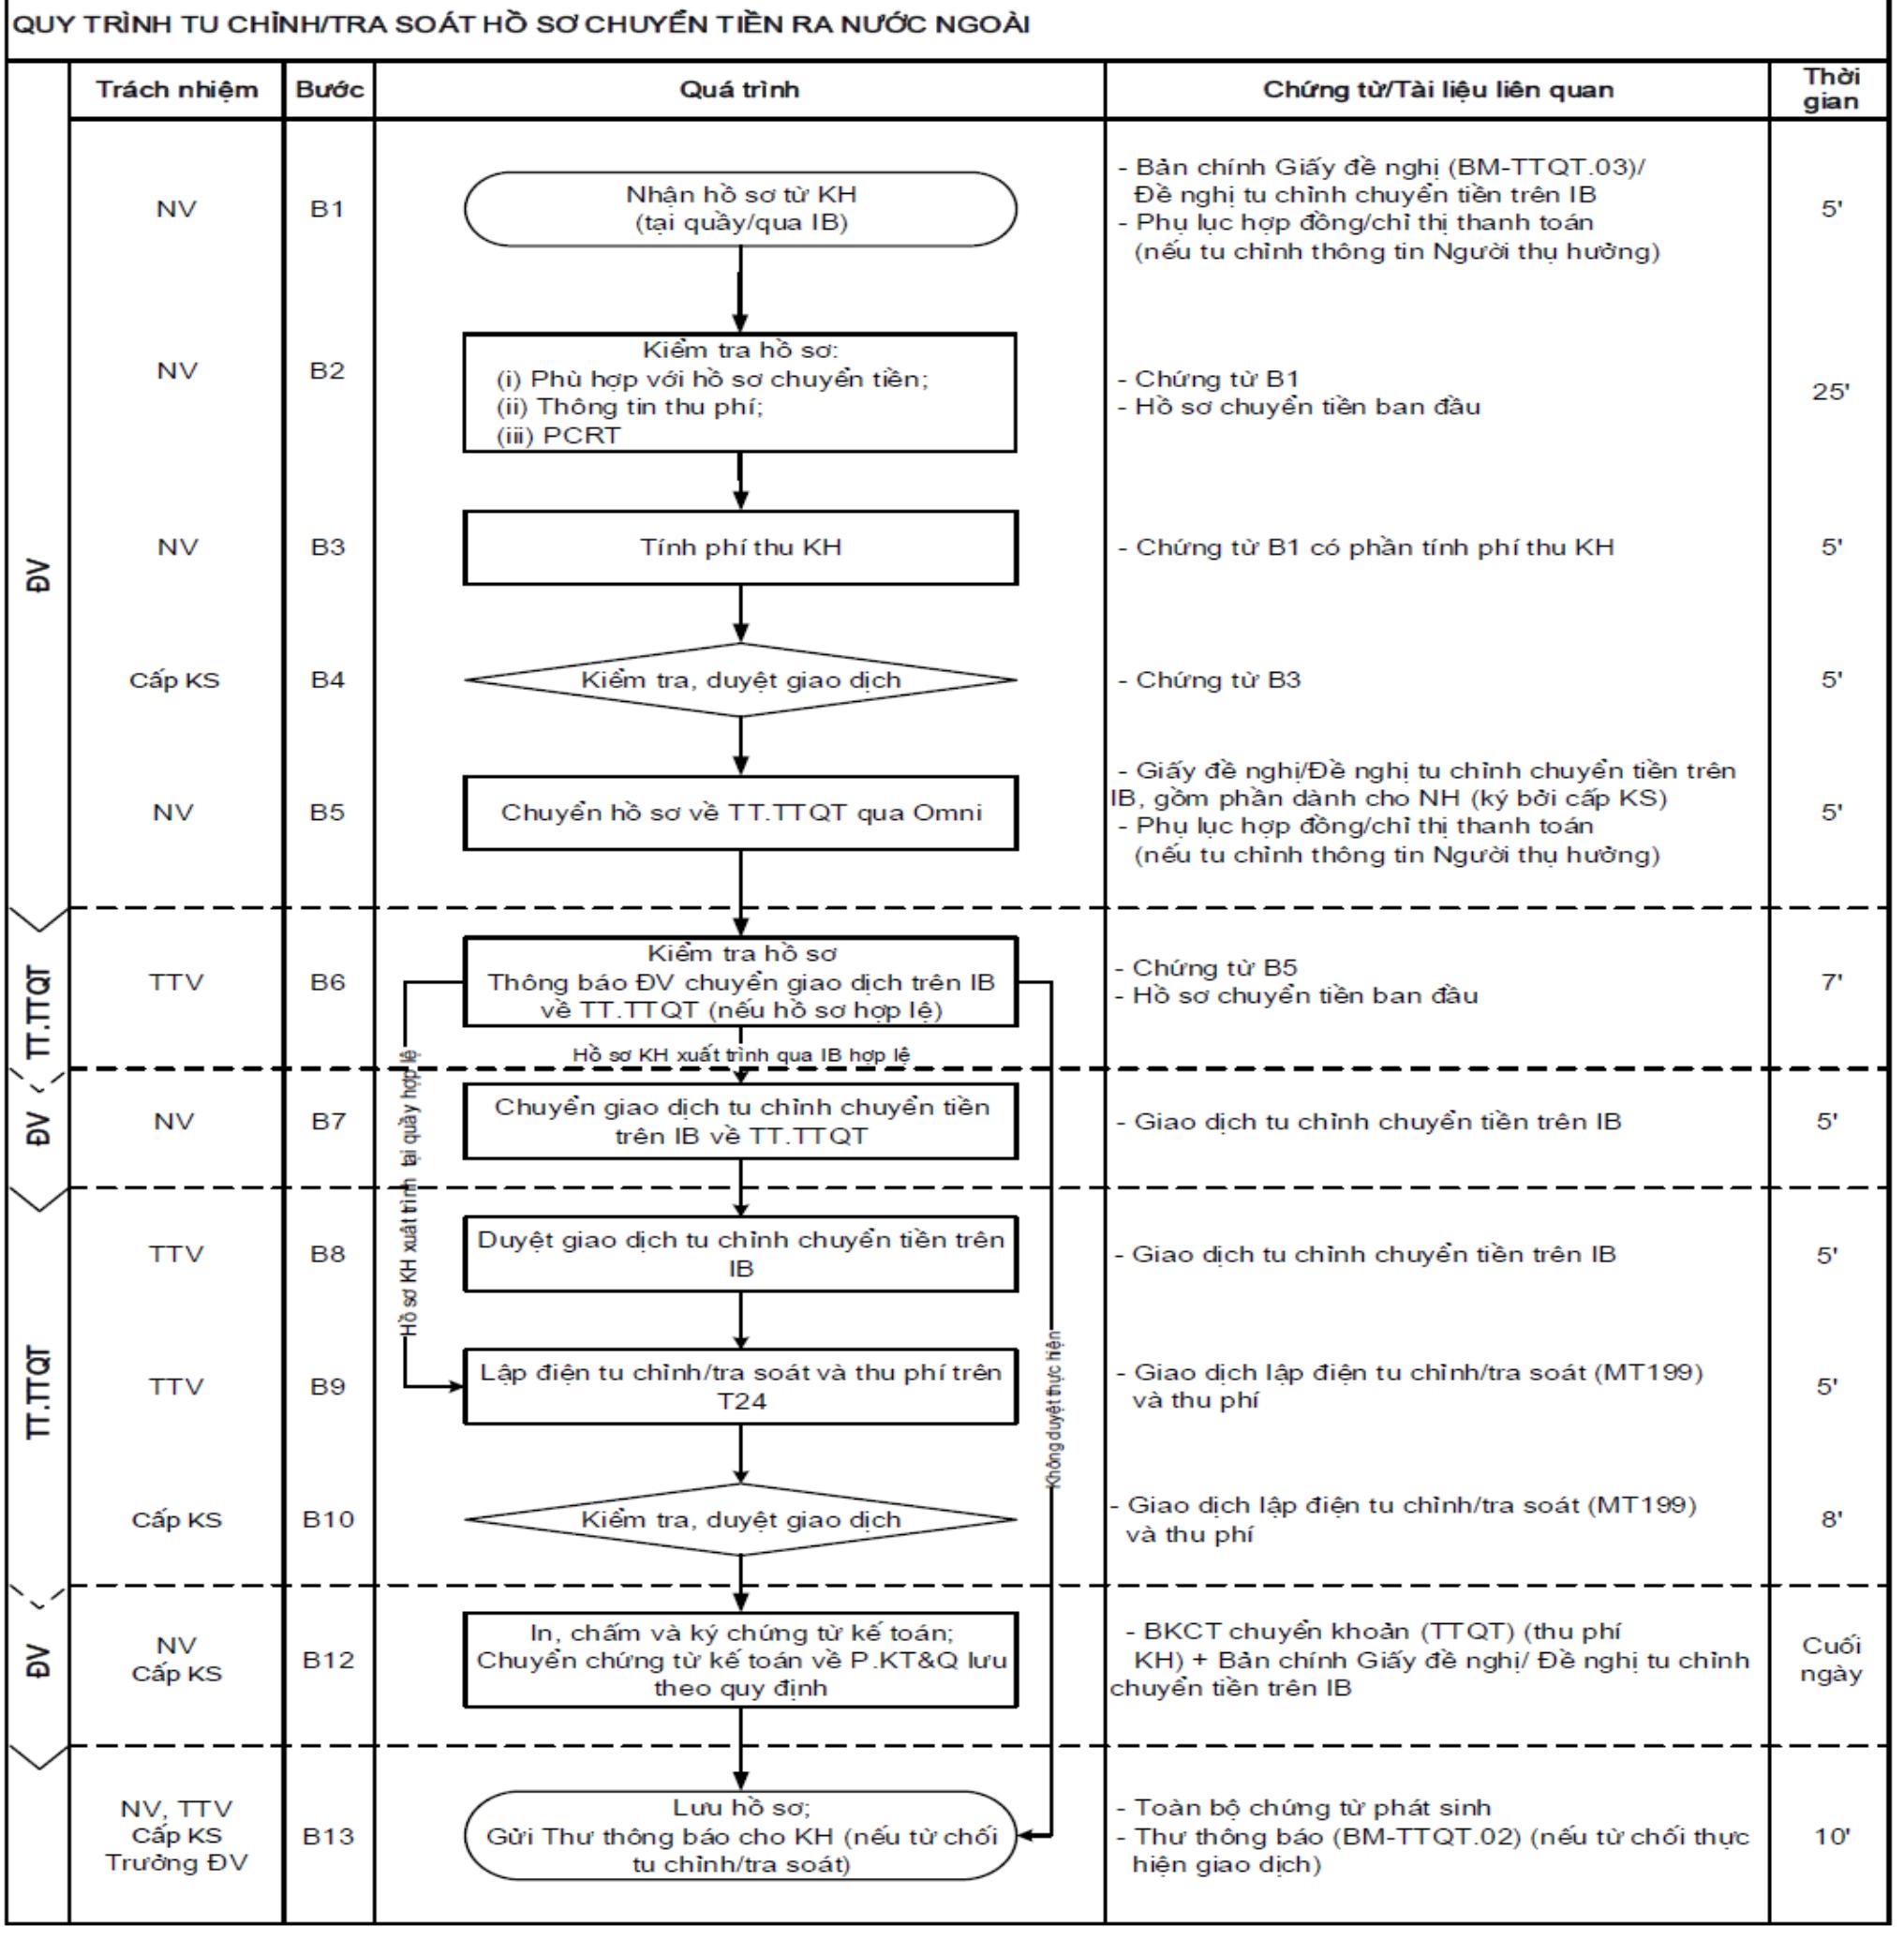 QUY TRÌNH TU CHỈNH/TRA SOÁT HỒ SƠ CHUYỂN TIỀN RA NƯỚC NGOÀI
Trách nhiệm
Bước
Quá trình
Chứng từ/Tài liệu liên quan
Thời
gian
ĐV
NV
B1
Nhận hồ sơ từ KH
(tại quầy/qua IB)
- Bản chính Giấy đề nghị (BM-TTQT.03)/
Đề nghị tu chỉnh chuyển tiền trên IB
- Phụ lục hợp đồng/chỉ thị thanh toán
(nếu tu chỉnh thông tin Người thụ hưởng)
5'
NV
B2
Kiểm tra hồ sơ:
(i) Phù hợp với hồ sơ chuyển tiền;
(ii) Thông tin thu phí;
(iii) PCRT
- Chứng từ B1
- Hồ sơ chuyển tiền ban đầu
25'
NV
B3
Tính phí thu KH
- Chứng từ B1 có phần tính phí thu KH
5'
Cấp KS
B4
Kiểm tra, duyệt giao dịch
- Chứng từ B3
5'
NV
B5
Chuyển hồ sơ về TT.TTQT qua Omni
- Giấy đề nghị/Đề nghị tu chỉnh chuyển tiền trên
IB, gồm phần dành cho NH (ký bởi cấp KS)
- Phụ lục hợp đồng/chỉ thị thanh toán
(nếu tu chỉnh thông tin Người thụ hưởng)
5'
TT.TTQT
TTV
B6
Kiểm tra hồ sơ
Thông báo ĐV chuyển giao dịch trên IB
về TT.TTQT (nếu hồ sơ hợp lệ)
- Chứng từ B5
- Hồ sơ chuyển tiền ban đầu
7'
Hồ sơ KH xuất trình qua IB hợp lệ
Hồ sơ KH xuất trình tại quầy hợp lệ
Không duyệt thực hiện
ĐV
NV
B7
Chuyển giao dịch tu chỉnh chuyển tiền
trên IB về TT.TTQT
- Giao dịch tu chỉnh chuyển tiền trên IB
5'
TT.TTQT
TTV
B8
Duyệt giao dịch tu chỉnh chuyển tiền trên
IB
- Giao dịch tu chỉnh chuyển tiền trên IB
5'
TTV
B9
Lập điện tu chỉnh/tra soát và thu phí trên
T24
- Giao dịch lập điện tu chỉnh/tra soát (MT199)
và thu phí
5'
Cấp KS
B10
Kiểm tra, duyệt giao dịch
- Giao dịch lập điện tu chỉnh/tra soát (MT199)
và thu phí
8'
ĐV
NV
Cấp KS
B12
In, chấm và ký chứng từ kế toán;
Chuyển chứng từ kế toán về P.KT&Q lưu
theo quy định
- BKCT chuyển khoản (TTQT) (thu phí
KH) + Bản chính Giấy đề nghị/ Đề nghị tu chỉnh
chuyển tiền trên IB
Cuối
ngày
NV, TTV
Cấp KS
Trưởng ĐV
B13
Lưu hồ sơ;
Gửi Thư thông báo cho KH (nếu từ chối
tu chỉnh/tra soát)
- Toàn bộ chứng từ phát sinh
- Thư thông báo (BM-TTQT.02) (nếu từ chối thực
hiện giao dịch)
10'